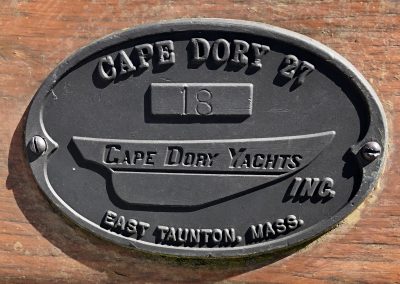 CAPE DORY 27
18
CAPE DORY YACHTS
INC.
EAST TAUNTON, MASS.